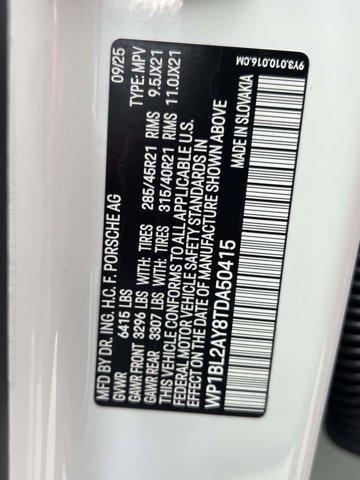 MFD BY DR. ING. H.C. F. PORSCHE AG 09/25
GVWR 6415 LBS TYPE: MPV
GAWR FRONT 3296 LBS WITH: TIRES 285/45R21 RIMS 9.5JX21
GAWR REAR 3807 LBS WITH: TIRES 315/40R21 RIMS 11.0JX21
THIS VEHICLE CONFORMS TO ALL APPLICABLE U.S.
FEDERAL MOTOR VEHICLE SAFETY STANDARDS IN
EFFECT ON THE DATE OF MANUFACTURE SHOWN ABOVE
WP1BL2AY8TDA50415 MADE IN SLOVAKIA
9Y3.010.016.CM